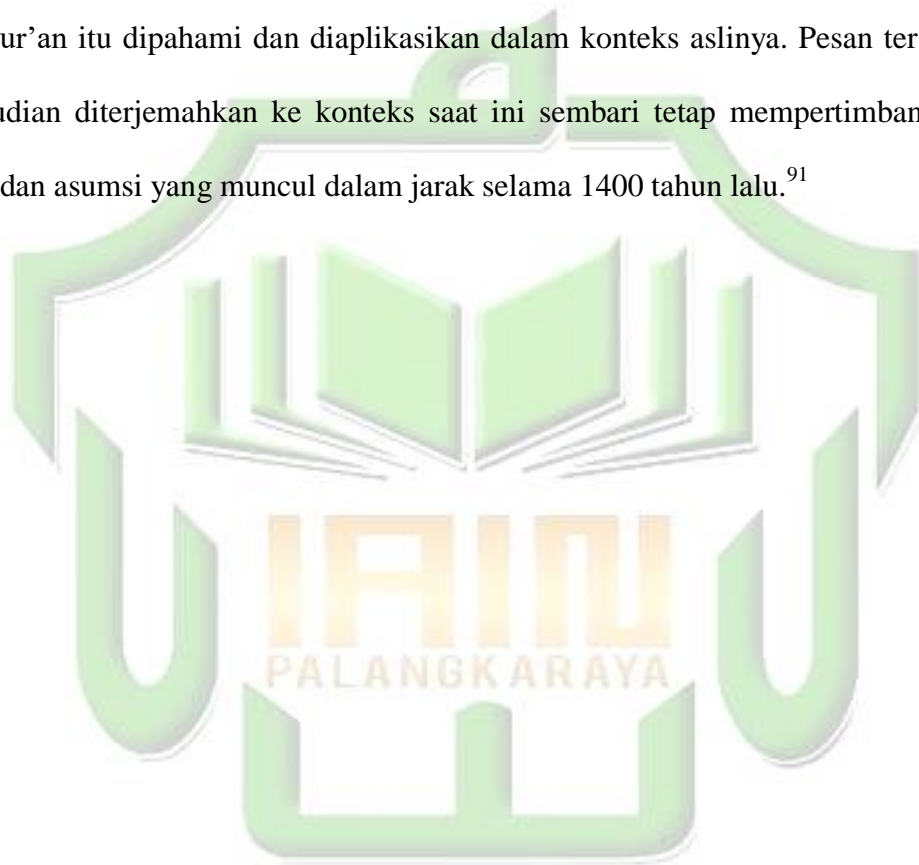 ur’an itu dipahami dan diaplikasikan dalam konteks aslinya. Pesan ter
udian diterjemahkan ke konteks saat ini sembari tetap mempertimban
dan asumsi yang muncul dalam jarak selama 1400 tahun lalu.91
IAIN
PALANGKARAYA